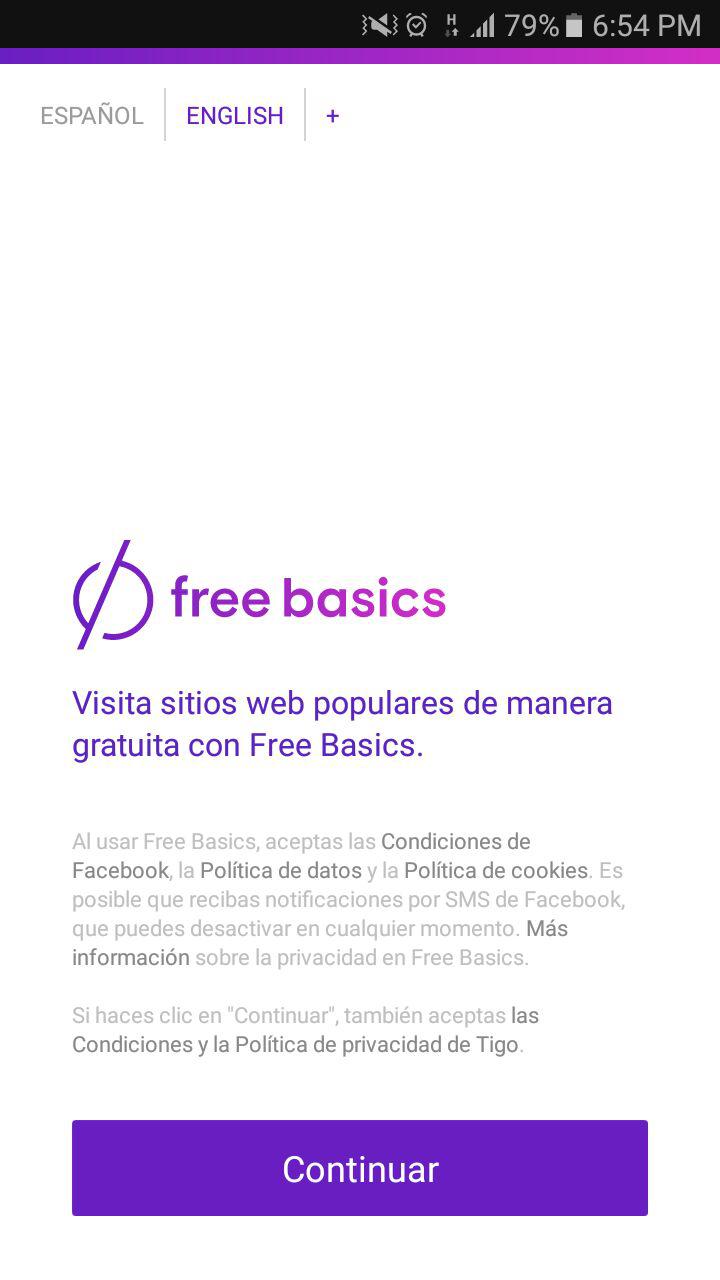 H 79% 6:54 PM
ESPAÑOL ENGLISH +
free basics
Visita sitios web populares de manera
gratuita con Free Basics.
Al usar Free Basics, aceptas las Condiciones de
Facebook, la Política de datos y la Política de cookies. Es
posible que recibas notificaciones por SMS de Facebook,
que puedes desactivar en cualquier momento. Más
información sobre la privacidad en Free Basics.
Si haces clic en "Continuar", también aceptas las
Condiciones y la Política de privacidad de Tigo.
Continuar